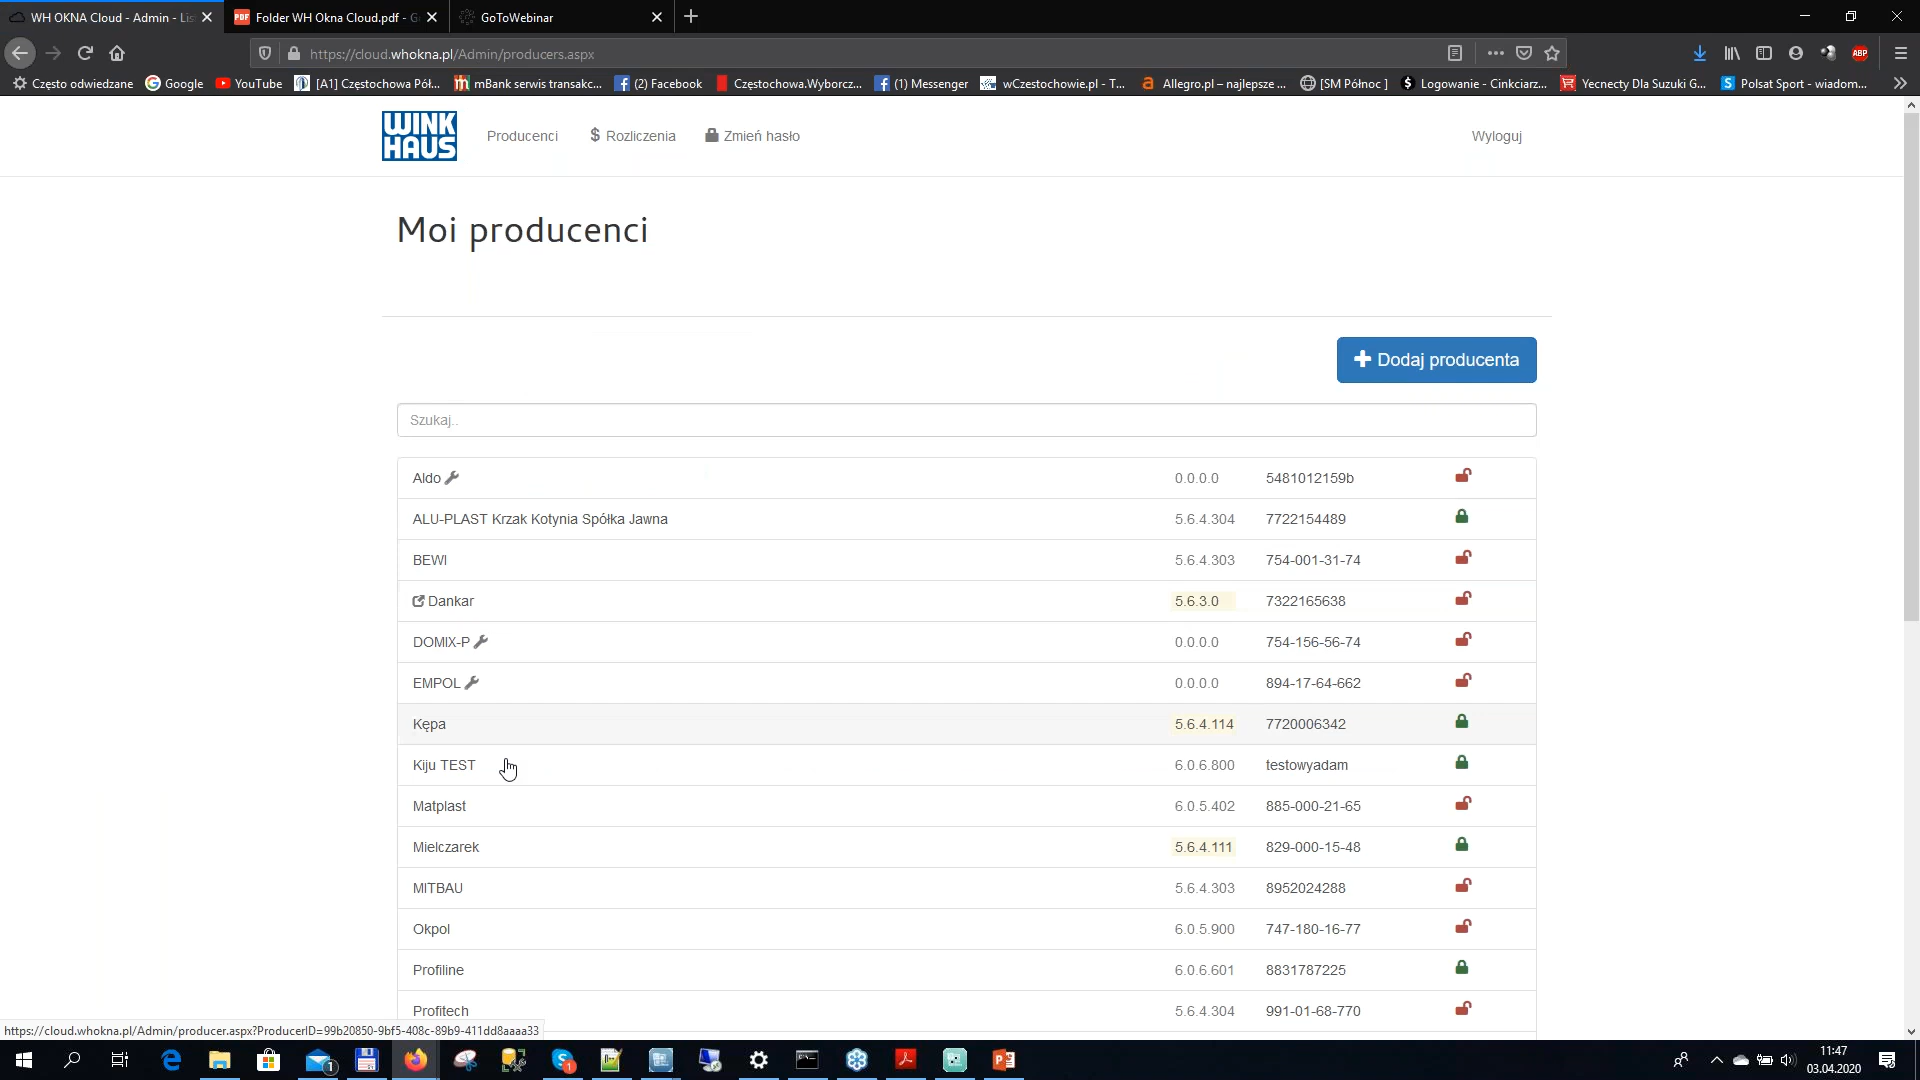 WH OKNA Cloud - Admin - Lis
Folder WH Okna Cloud.pdf - G
GoToWebinar
https://cloud.whokna.pl/Admin/producers.aspx
Często odwiedzane
Google
YouTube
[A1] Częstochowa Pół...
mBank serwis transakc...
(2) Facebook
Częstochowa.Wyborcz...
(1) Messenger
wCzestochowie.pl - T...
Allegro.pl – najlepsze ...
[SM Północ ]
Logowanie - Cinkciarz...
Yecnecty Dla Suzuki G...
Polsat Sport - wiadom...
WINK
HAUS
Producenci
$ Rozliczenia
Zmień hasło
Wyloguj
Moi producenci
Dodaj producenta
Szukaj..
Aldo 0.0.0.0 5481012159b
ALU-PLAST Krzak Kotynia Spółka Jawna 5.6.4.304 7722154489
BEWI 5.6.4.303 754-001-31-74
Dankar 5.6.3.0 7322165638
DOMIX-P 0.0.0.0 754-156-56-74
EMPOL 0.0.0.0 894-17-64-662
Kępa 5.6.4.114 7720006342
Kiju TEST 6.0.6.800 testowyadam
Matplast 6.0.5.402 885-000-21-65
Mielczarek 5.6.4.111 829-000-15-48
MITBAU 5.6.4.303 8952024288
Okpol 6.0.5.900 747-180-16-77
Profiline 6.0.6.601 8831787225
Profitech 5.6.4.304 991-01-68-770
https://cloud.whokna.pl/Admin/producer.aspx?ProducerID=99b20850-9bf5-408c-89b9-411dd8aaaa33
11:47
03.04.2020